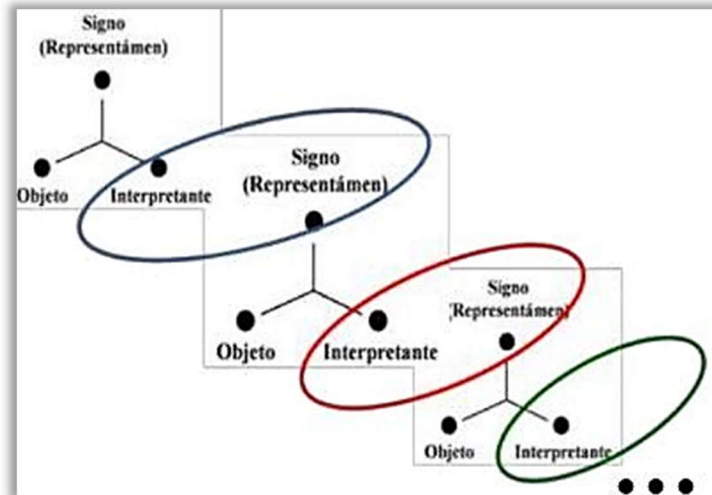 Signo
(Representámen)
Objeto
Interpretante
Signo
(Representámen)
Objeto
Interpretante
Signo
(Representámen)
Objeto
Interpretante